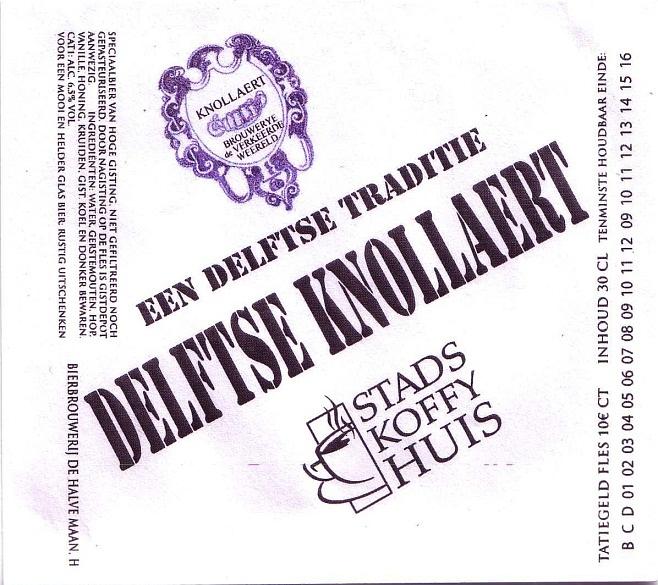 SPECIAALBIER VAN HOGE GISTING. NIET GEFILTREERD NOCH
GEPASTEURISEERD. DOOR NAGISTING OP DE FLES IS GISTDEPOT
AANWEZIG. INGREDIËNTEN: WATER, GERSTEMOUTEN, HOP,
VANILLE, HONING, KRUIDEN, GIST. KOEL EN DONKER BEWAREN.
CAT I: ALC. 6,5% VOL.
VOOR EEN MOOI EN HELDER GLAS BIER: RUSTIG UITSCHENKEN
BIERBROUWERIJ DE HALVE MAAN. H
KNOLLAERT
BROUWERYE
de VERKEERDE
WEERELD
EEN DELFTSE TRADITIE
DELFTSE KNOLLAERT
STADS
KOFFY
HUIS
TATIEGELD FLES 10€ CT INHOUD 30 CL TENMINSTE HOUDBAAR EINDE:
B C D 01 02 03 04 05 06 07 08 09 10 11 12 09 10 11 12 13 14 15 16